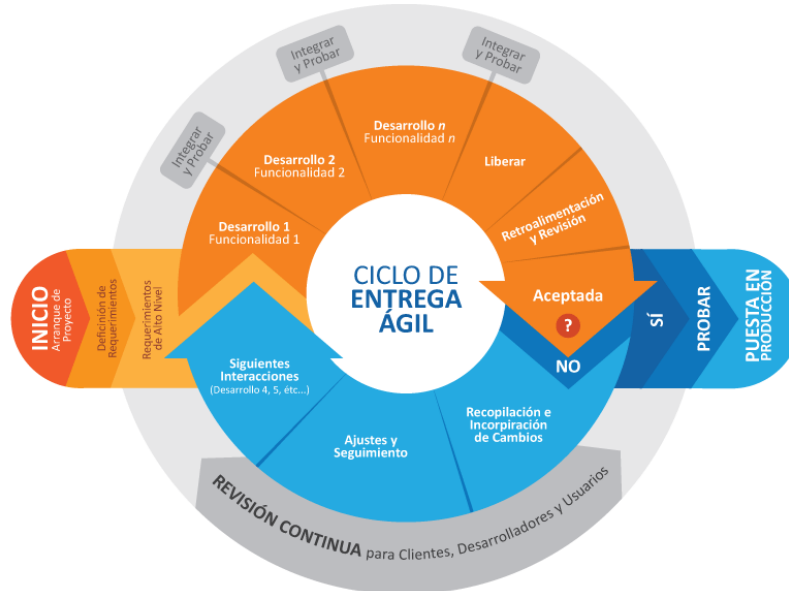 INICIO
Arranque de
Proyecto
Definición de
Requerimientos
Requerimientos
de Alto Nivel
Desarrollo 1
Funcionalidad 1
Integrar
y Probar
Desarrollo 2
Funcionalidad 2
Integrar
y Probar
Desarrollo n
Funcionalidad n
Integrar
y Probar
Liberar
Retroalimentación
y Revisión
Aceptada
?
SÍ
PROBAR
PUESTA EN
PRODUCCIÓN
NO
Recopilación e
Incorpiración
de Cambios
Ajustes y
Seguimiento
Siguientes
Interacciones
(Desarrollo 4, 5, étc...)
CICLO DE
ENTREGA
ÁGIL
REVISIÓN CONTINUA para Clientes, Desarrolladores y Usuarios